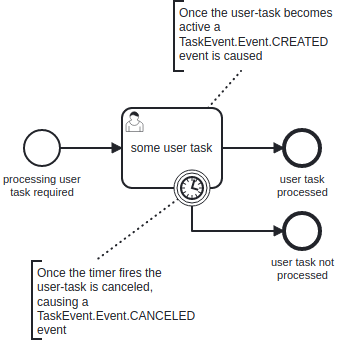 Once the user-task becomes
active a
TaskEvent.Event.CREATED
event is caused
some user task
processing user
task required
user task
processed
user task not
processed
Once the timer fires the
user-task is canceled,
causing a
TaskEvent.Event.CANCELED
event